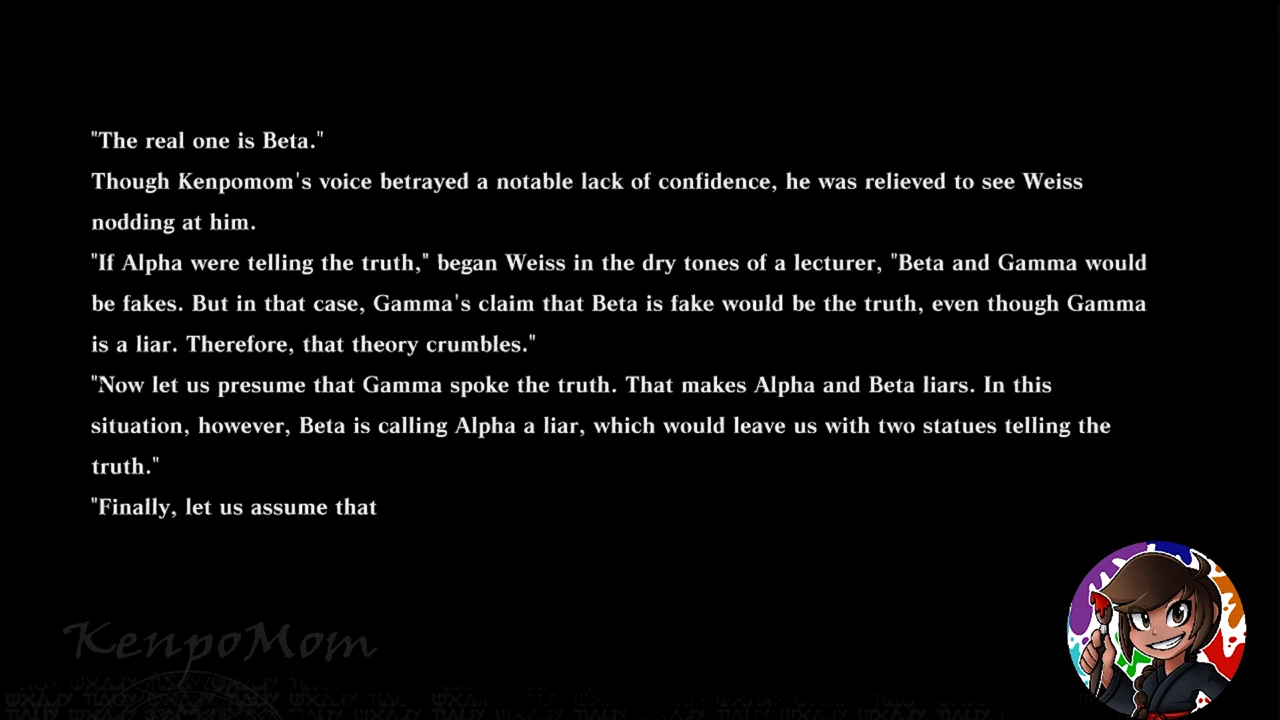 "The real one is Beta."
Though Kenpomom's voice betrayed a notable lack of confidence, he was relieved to see Weiss
nodding at him.
"If Alpha were telling the truth," began Weiss in the dry tones of a lecturer, "Beta and Gamma would
be fakes. But in that case, Gamma's claim that Beta is fake would be the truth, even though Gamma
is a liar. Therefore, that theory crumbles."
"Now let us presume that Gamma spoke the truth. That makes Alpha and Beta liars. In this
situation, however, Beta is calling Alpha a liar, which would leave us with two statues telling the
truth."
"Finally, let us assume that
KenpoMom